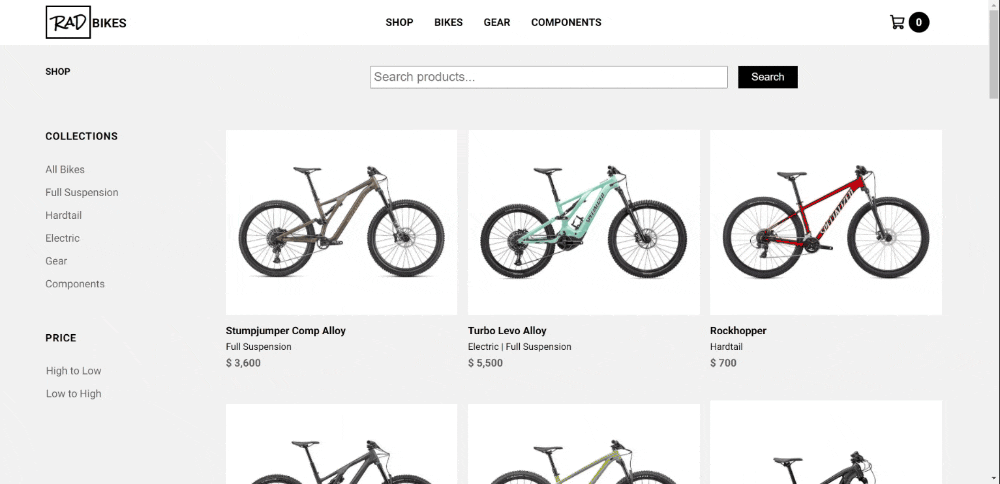 RAD BIKES
SHOP BIKES GEAR COMPONENTS
0
SHOP
Search products...
Search
COLLECTIONS
All Bikes
Full Suspension
Hardtail
Electric
Gear
Components
PRICE
High to Low
Low to High
SPECIALIZED
SPECIALIZED
Stumpjumper Comp Alloy
Full Suspension
$ 3,600
Turbo Levo Alloy
Electric | Full Suspension
$ 5,500
Rockhopper
Hardtail
$ 700